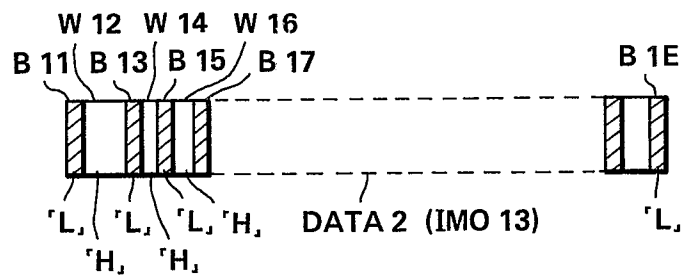 W 12 W 14 W 16
B 11 B 13 B 15 B 17 B 1E
｢L｣ ｢L｣ ｢L｣ ｢H｣ DATA 2 (IMO 13) ｢L｣
｢H｣ ｢H｣